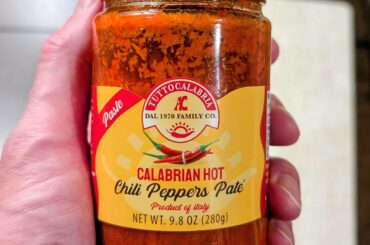 TUTTOCALABRIA
DAL 1970 FAMILY CO.
Paste
CALABRIAN HOT
Chili Peppers Paté
Product of italy
NET WT. 9.8 OZ (280g)